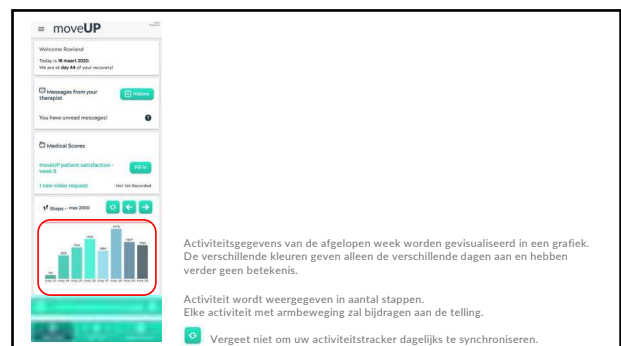 moveUP
Welcome Roeland
Today is 18 maart 2020.
We are at day 44 of your recovery!
Messages from your
therapist
History
You have unread messages!
Medical Scores
moveUP patient satisfaction -
week 6
Fill in
1 new video request
Not Yet Recorded
Steps - max 2000
Activiteitsgegevens van de afgelopen week worden gevisualiseerd in een grafiek.
De verschillende kleuren geven alleen de verschillende dagen aan en hebben
verder geen betekenis.
Activiteit wordt weergegeven in aantal stappen.
Elke activiteit met armbeweging zal bijdragen aan de telling.
Vergeet niet om uw activiteitstracker dagelijks te synchroniseren.